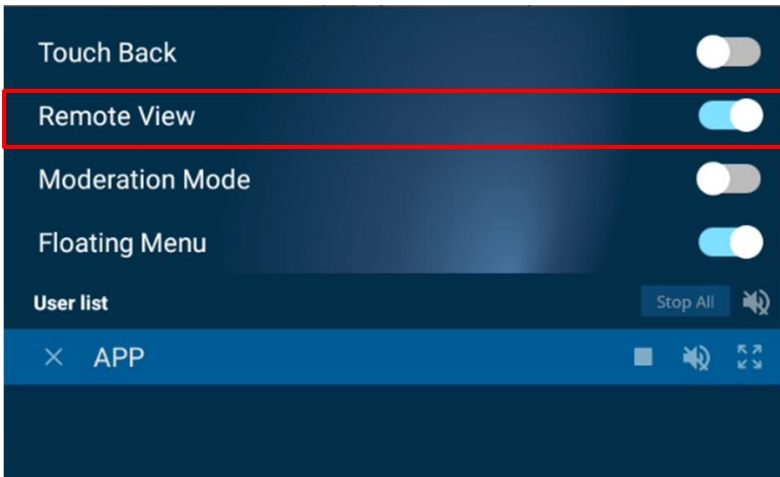 Touch Back
Remote View
Moderation Mode
Floating Menu
User list Stop All
APP